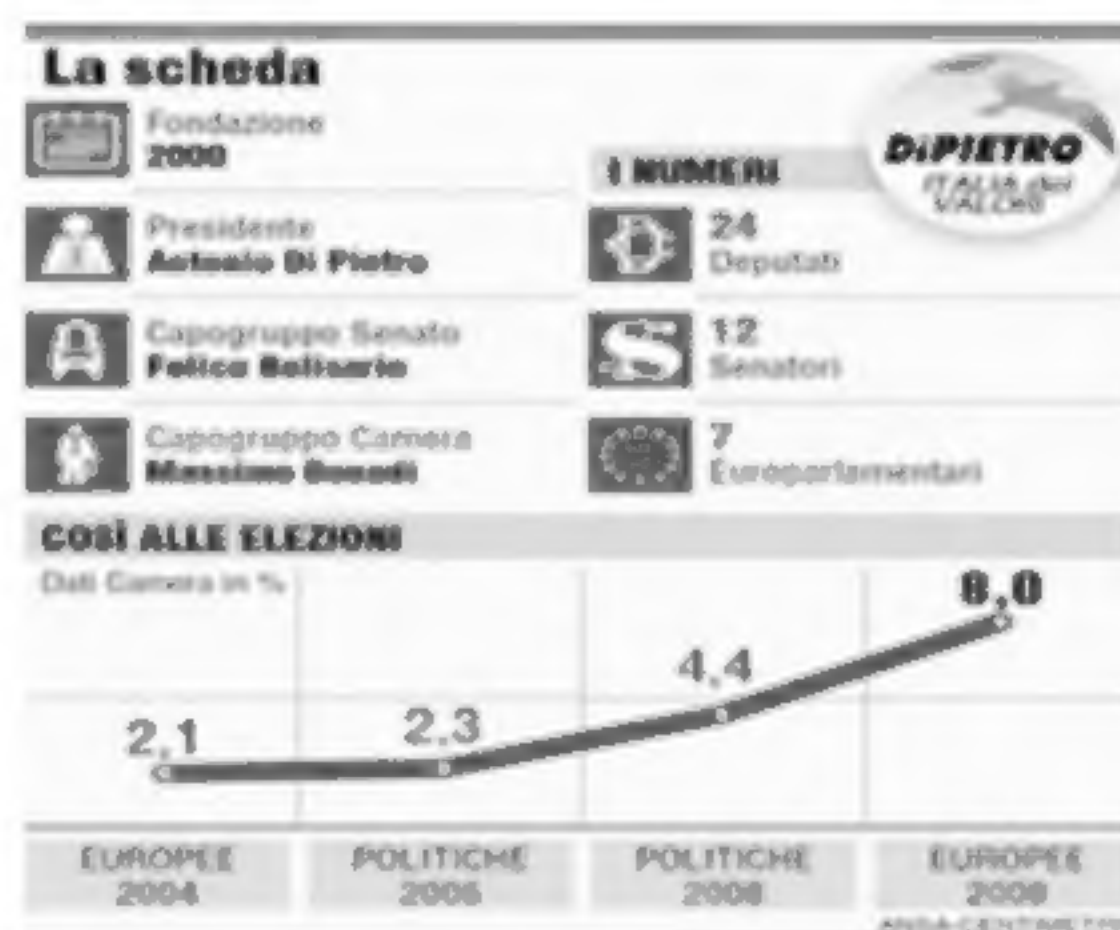 La scheda
Fondazione
2000
Presidente
Antonio Di Pietro
Capogruppo Senato
Felice Belisario
Capogruppo Camera
Massimo Donadi
DiPIETRO
ITALIA dei
VALORI
I NUMERI
24
Deputati
12
Senatori
7
Europarlamentari
COSÌ ALLE ELEZIONI
Dati Camera in %
2,1
2,3
4,4
8,0
EUROPEE
2004
POLITICHE
2006
POLITICHE
2008
EUROPEE
ANSA-CENTIMETRI